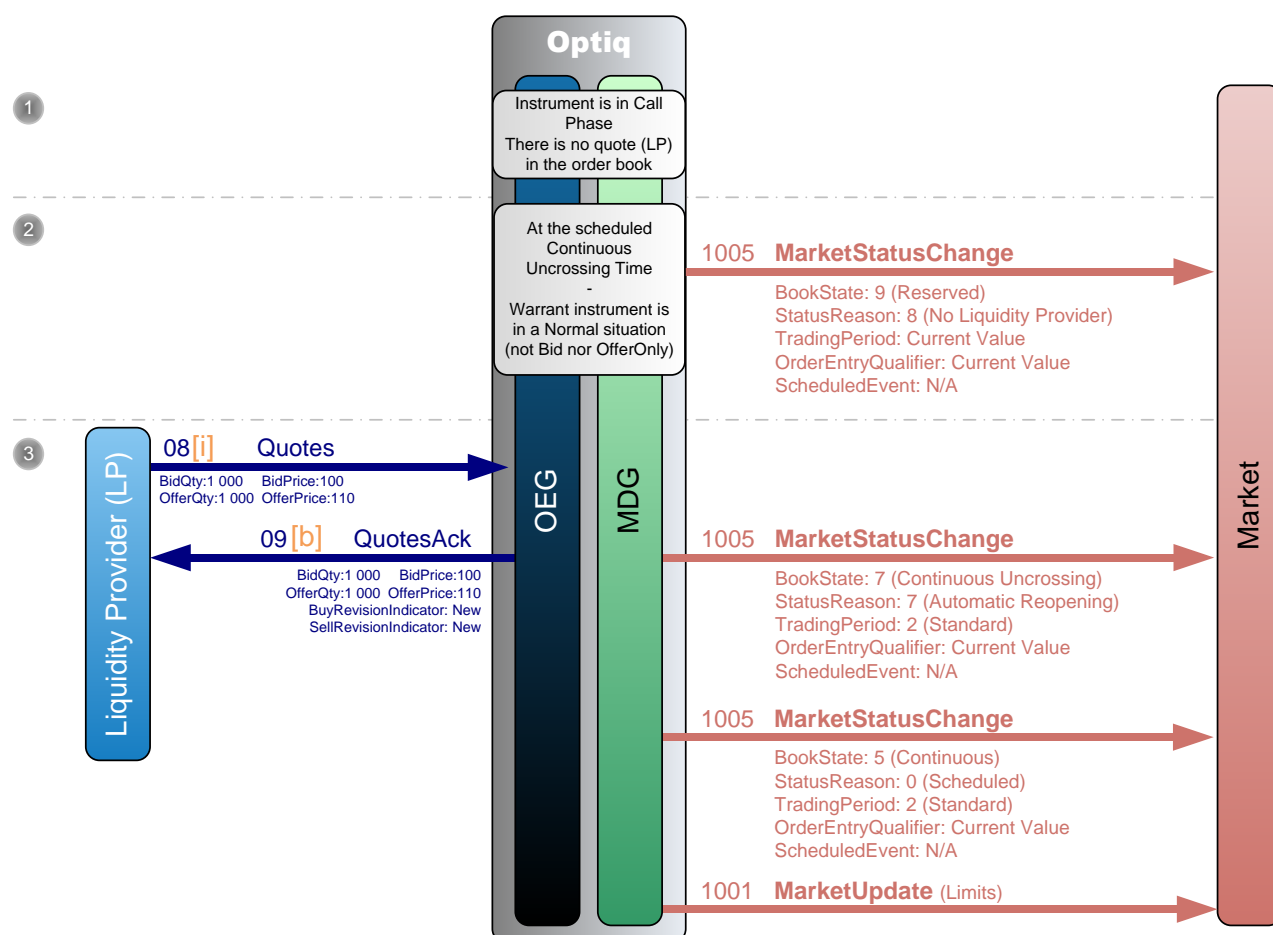 Optiq
1
Instrument is in Call
Phase
There is no quote (LP)
in the order book
2
At the scheduled
Continuous
Uncrossing Time
-
Warrant instrument is
in a Normal situation
(not Bid nor OfferOnly)
1005 MarketStatusChange
BookState: 9 (Reserved)
StatusReason: 8 (No Liquidity Provider)
TradingPeriod: Current Value
OrderEntryQualifier: Current Value
ScheduledEvent: N/A
3
Liquidity Provider (LP)
08[i] Quotes
BidQty:1 000 BidPrice:100
OfferQty:1 000 OfferPrice:110
09[b] QuotesAck
BidQty:1 000 BidPrice:100
OfferQty:1 000 OfferPrice:110
BuyRevisionIndicator: New
SellRevisionIndicator: New
OEG
MDG
1005 MarketStatusChange
BookState: 7 (Continuous Uncrossing)
StatusReason: 7 (Automatic Reopening)
TradingPeriod: 2 (Standard)
OrderEntryQualifier: Current Value
ScheduledEvent: N/A
1005 MarketStatusChange
BookState: 5 (Continuous)
StatusReason: 0 (Scheduled)
TradingPeriod: 2 (Standard)
OrderEntryQualifier: Current Value
ScheduledEvent: N/A
1001 MarketUpdate (Limits)
Market